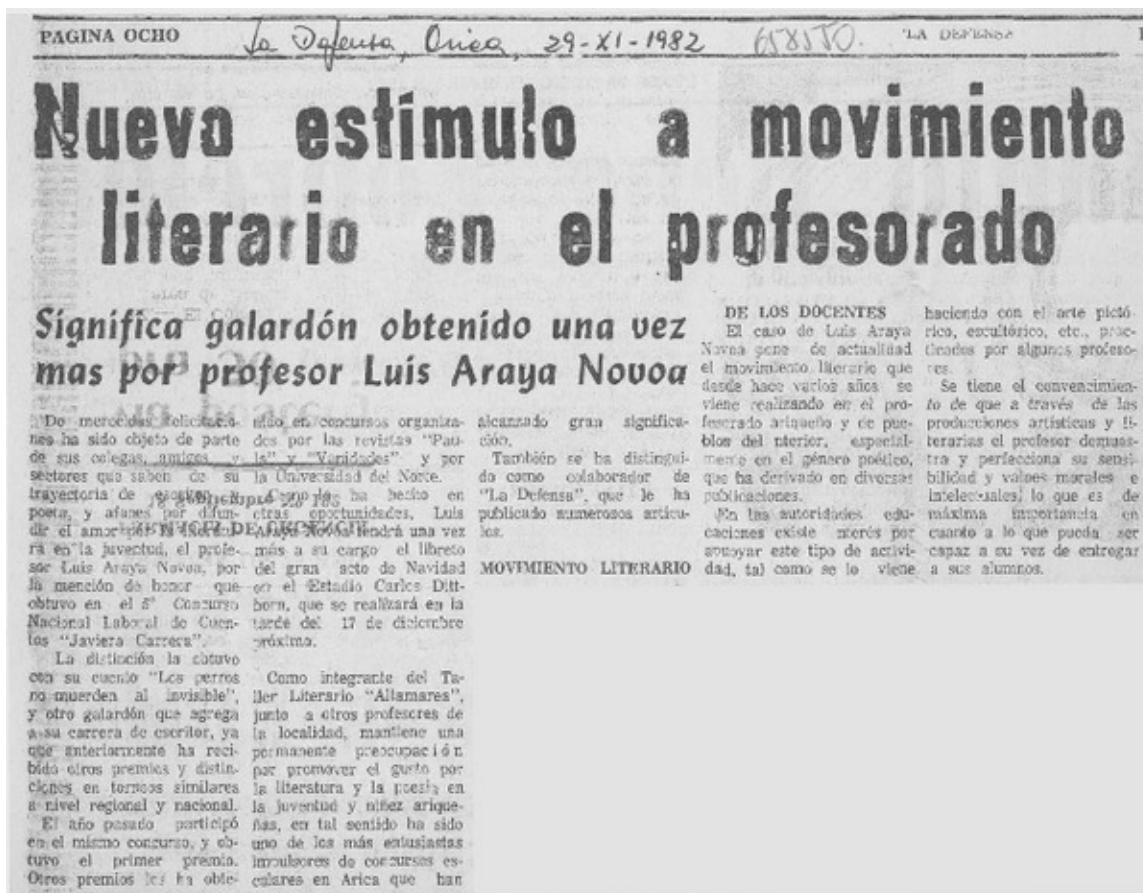 PAGINA OCHO
La Defensa, Arica, 29-XI-1982
658550.
"LA DEFENSA
Nuevo estímulo a movimiento
literario en el profesorado
Significa galardón obtenido una vez
mas por profesor Luis Araya Novoa
De merecidas felicitacio-
nes ha sido objeto de parte
de sus colegas, amigos y
sectores que saben de su
trayectoria de escritor y
poeta, y afanes por difun-
dir el amor por la literatu-
ra en la juventud, el profe-
sor Luis Araya Novoa, por
la mención de honor que
obtuvo en el 5º Concurso
Nacional Laboral de Cuen-
tos "Javiera Carrera".
La distinción la obtuvo
con su cuento "Los perros
no muerden al invisible",
y otro galardón que agrega
a su carrera de escritor, ya
que anteriormente ha reci-
bido otros premios y distin-
ciones en torneos similares
a nivel regional y nacional.
El año pasado participó
en el mismo concurso, y ob-
tuvo el primer premio.
Otros premios los ha obte-
nido en concursos organiza-
dos por las revistas "Pau-
la" y "Vanidades" y por
la Universidad del Norte.
Como lo ha hecho en
otras oportunidades, Luis
Araya Novoa tendrá una vez
más a su cargo el libreto
del gran acto de Navidad
en el Estadio Carlos Ditt-
born, que se realizará en la
tarde del 17 de diciembre
próximo.
Como integrante del Ta-
ller Literario "Altamares",
junto a otros profesores de
la localidad, mantiene una
permanente preocupación
por promover el gusto por
la literatura y la poesía en
la juventud y niñez arique-
ñas, en tal sentido ha sido
uno de los más entusiastas
impulsores de concursos es-
colares en Arica que han
alcanzado gran significa-
ción.
También se ha distingui-
do como colaborador de
"La Defensa", que le ha
publicado numerosos artícu-
los.
MOVIMIENTO LITERARIO
DE LOS DOCENTES
El caso de Luis Araya
Novoa pone de actualidad
el movimiento literario que
desde hace varios años se
viene realizando en el pro-
fesorado ariqueño y de pue-
blos del nterior, especial-
mente en el género poético,
que ha derivado en diversas
publicaciones.
En las autoridades edu-
caciones existe nterés por
apoyar este tipo de activi-
dad, tal como se lo viene
haciendo con el arte pictó-
rico, escultórico, etc., prac-
ticados por algunos profeso-
res.
Se tiene el convencimien-
to de que a través de las
producciones artísticas y li-
terarias el profesor demues-
tra y perfecciona su sensi-
bilidad y valores morales e
intelectuales, lo que es de
máxima importancia en
cuanto a lo que pueda ser
capaz a su vez de entregar
a sus alumnos.